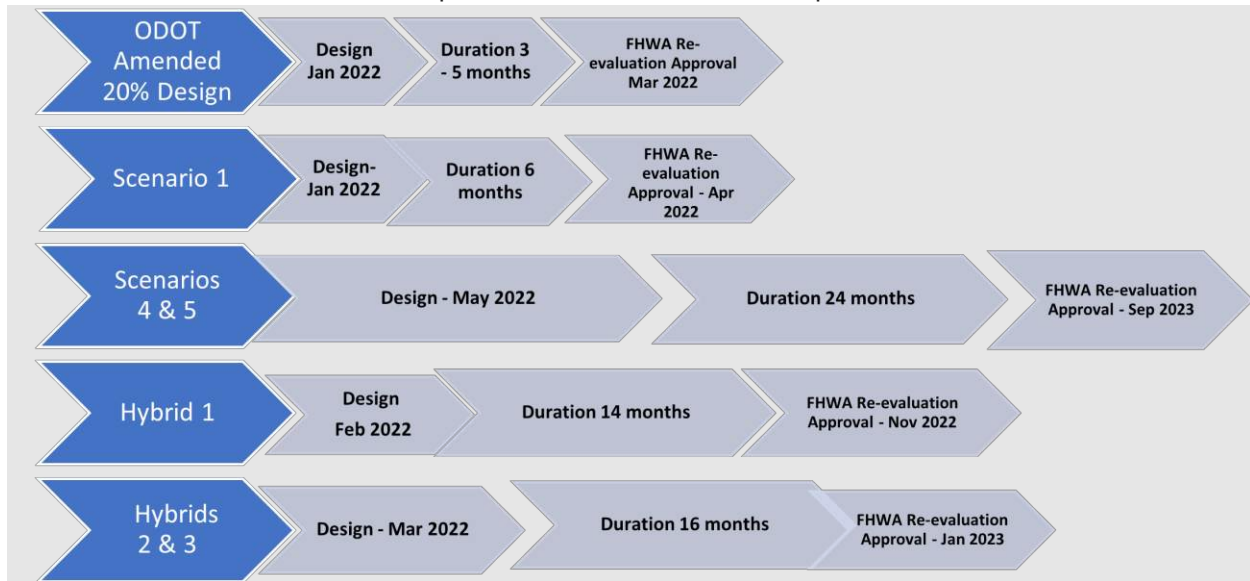 ODOT
Amended
20% Design
Design
Jan 2022
Duration 3
- 5 months
FHWA Re-
evaluation Approval
Mar 2022
Scenario 1
Design-
Jan 2022
Duration 6
months
FHWA Re-
evaluation
Approval - Apr
2022
Scenarios
4 & 5
Design - May 2022
Duration 24 months
FHWA Re-evaluation
Approval - Sep 2023
Hybrid 1
Design
Feb 2022
Duration 14 months
FHWA Re-evaluation
Approval - Nov 2022
Hybrids
2 & 3
Design - Mar 2022
Duration 16 months
FHWA Re-evaluation
Approval - Jan 2023